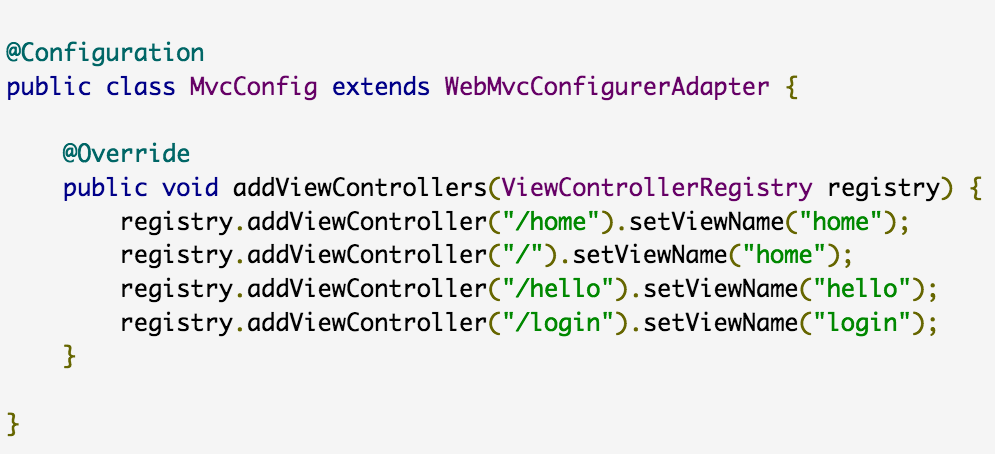 @Configuration
public class MvcConfig extends WebMvcConfigurerAdapter {
@Override
public void addViewControllers(ViewControllerRegistry registry) {
registry.addViewController("/home").setViewName("home");
registry.addViewController("/").setViewName("home");
registry.addViewController("/hello").setViewName("hello");
registry.addViewController("/login").setViewName("login");
}
}